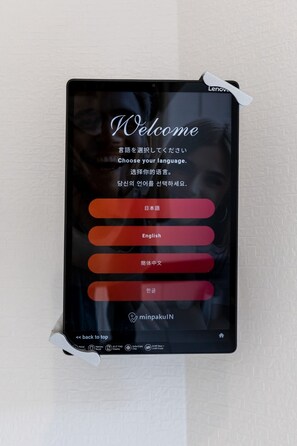 Lenovo
Welcome
言語を選択してください
Choose your language.
选择你的语言。
당신의 언어를 선택하세요.
日本語
English
简体中文
한글
minpakuIN
<< back to top